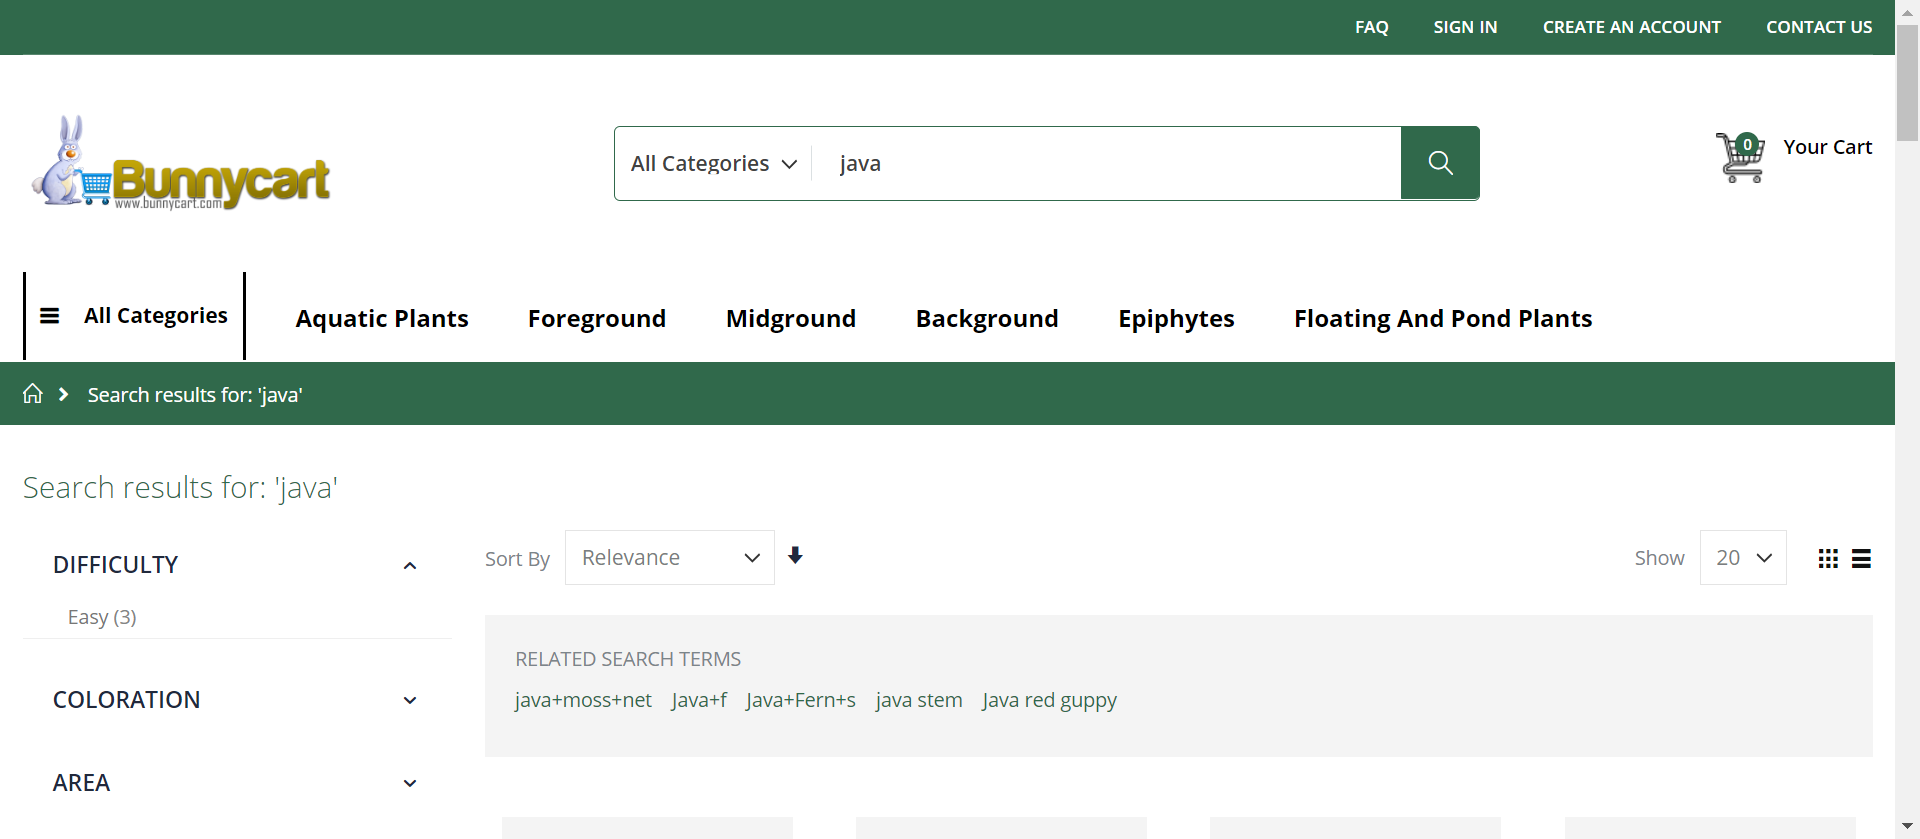 FAQ SIGN IN CREATE AN ACCOUNT CONTACT US
Bunnycart
www.bunnycart.com
All Categories java
0 Your Cart
All Categories Aquatic Plants Foreground Midground Background Epiphytes Floating And Pond Plants
Search results for: 'java'
Search results for: 'java'
DIFFICULTY
Easy (3)
COLORATION
AREA
Sort By Relevance Show 20
RELATED SEARCH TERMS
java+moss+net Java+f Java+Fern+s java stem Java red guppy